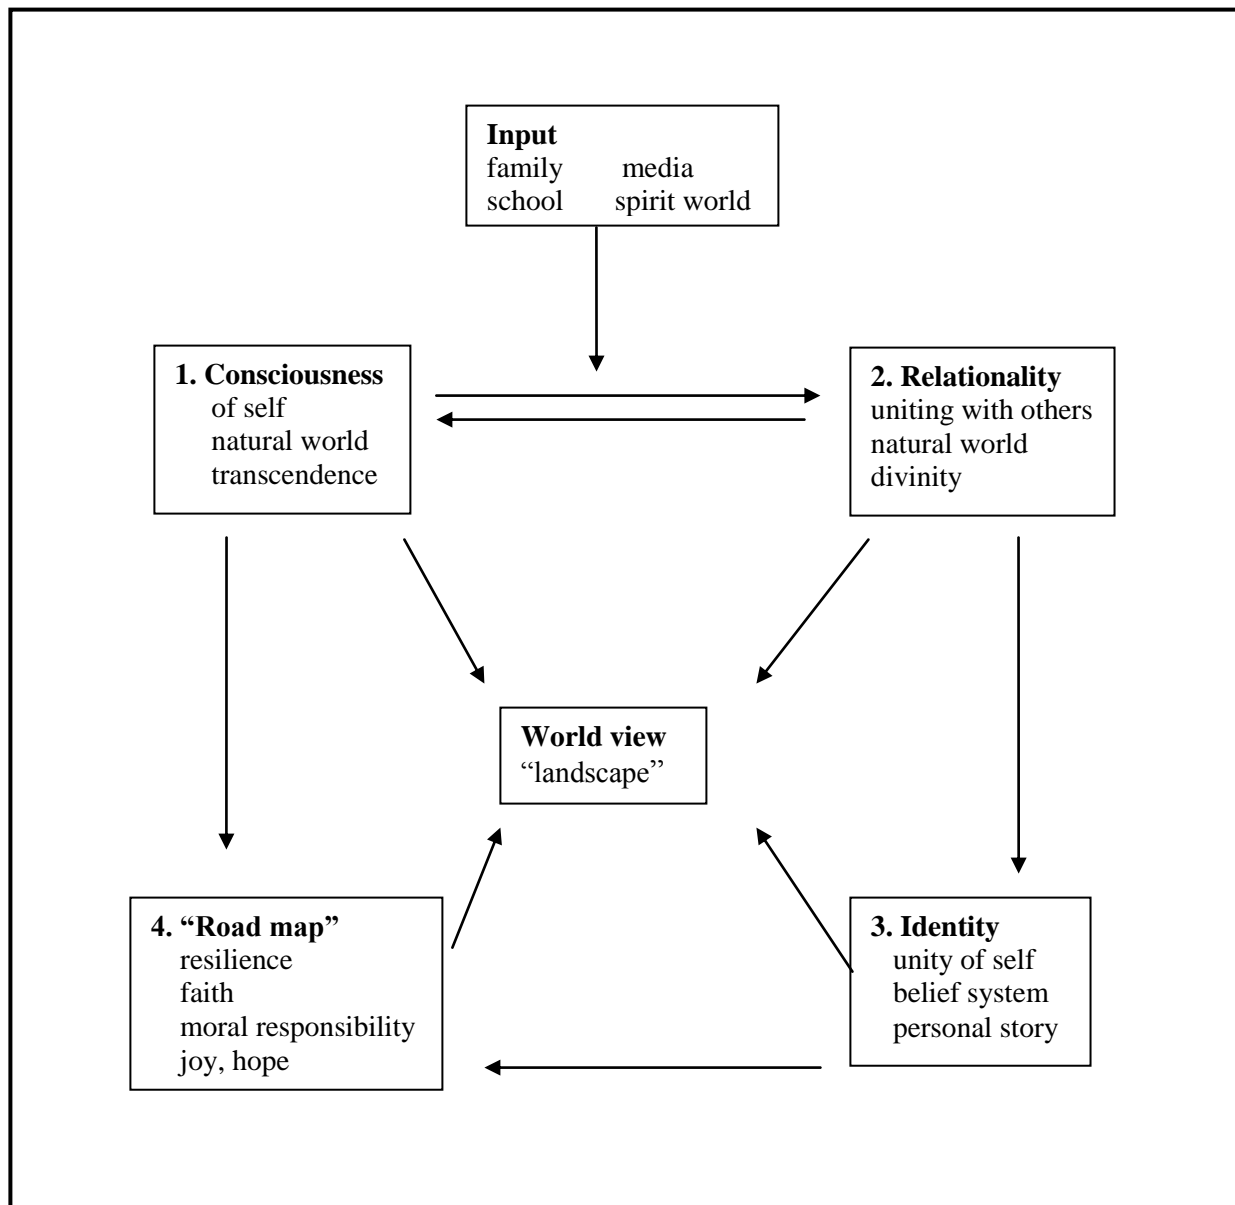 Input
family media
school spirit world
1. Consciousness
of self
natural world
transcendence
2. Relationality
uniting with others
natural world
divinity
World view
“landscape”
4. “Road map”
resilience
faith
moral responsibility
joy, hope
3. Identity
unity of self
belief system
personal story